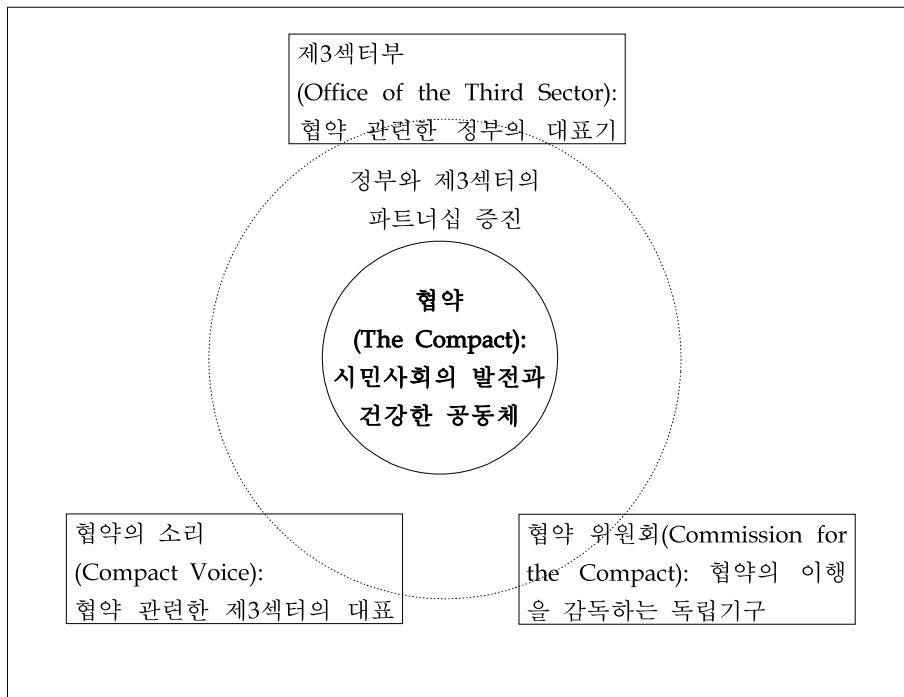 제3섹터부
(Office of the Third Sector):
협약 관련한 정부의 대표기
정부와 제3섹터의
파트너십 증진
협약
(The Compact):
시민사회의 발전과
건강한 공동체
협약의 소리
(Compact Voice):
협약 관련한 제3섹터의 대표
협약 위원회(Commission for
the Compact): 협약의 이행
을 감독하는 독립기구